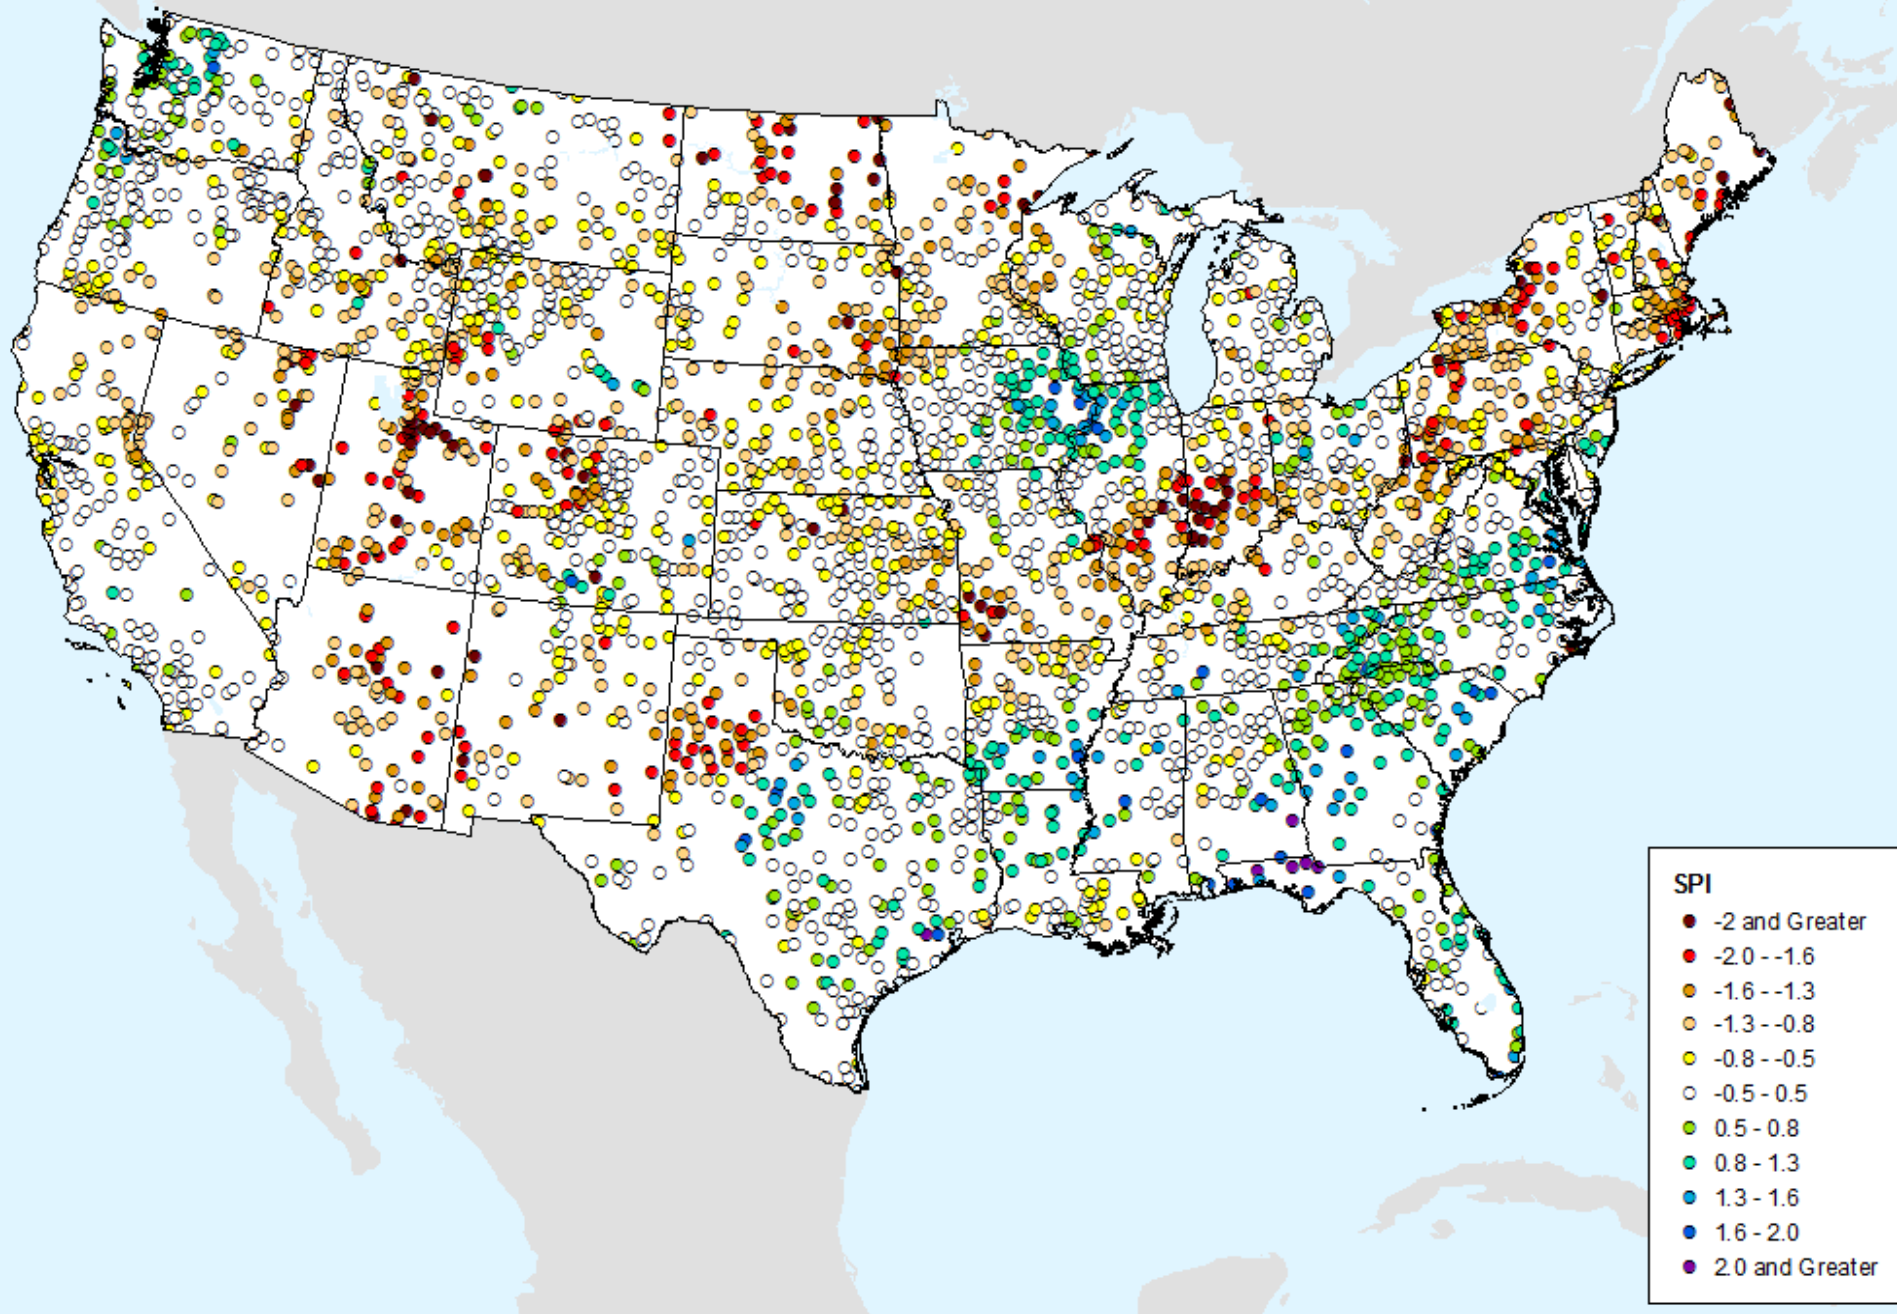 SPI
-2 and Greater
-2.0 - -1.6
-1.6 - -1.3
-1.3 - -0.8
-0.8 - -0.5
-0.5 - 0.5
0.5 - 0.8
0.8 - 1.3
1.3 - 1.6
1.6 - 2.0
2.0 and Greater